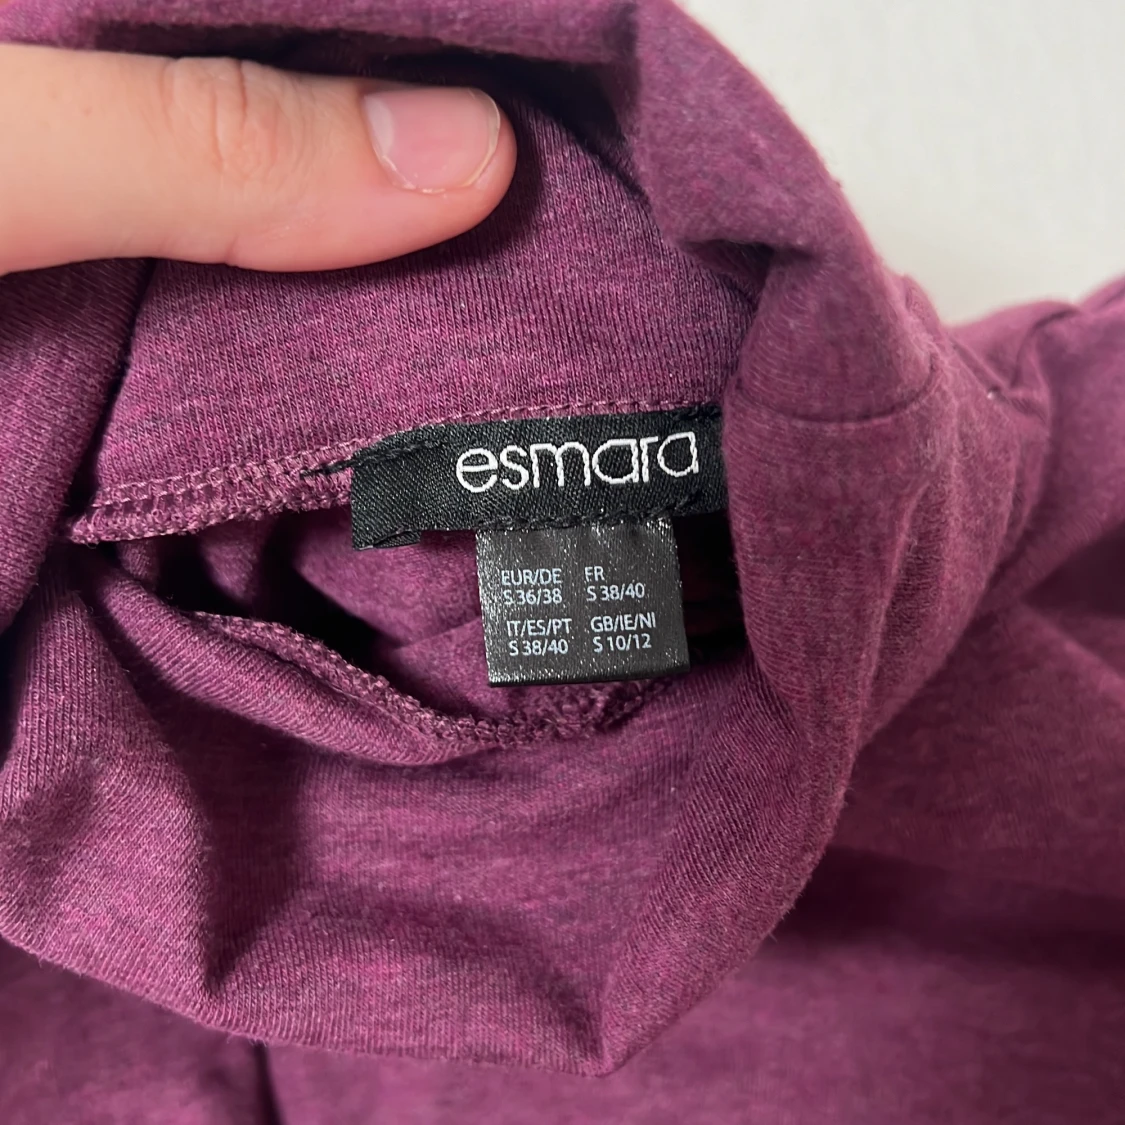 esmara
EUR/DE FR
S 36/38 S 38/40
IT/ES/PT GB/IE/NI
S 38/40 S 10/12